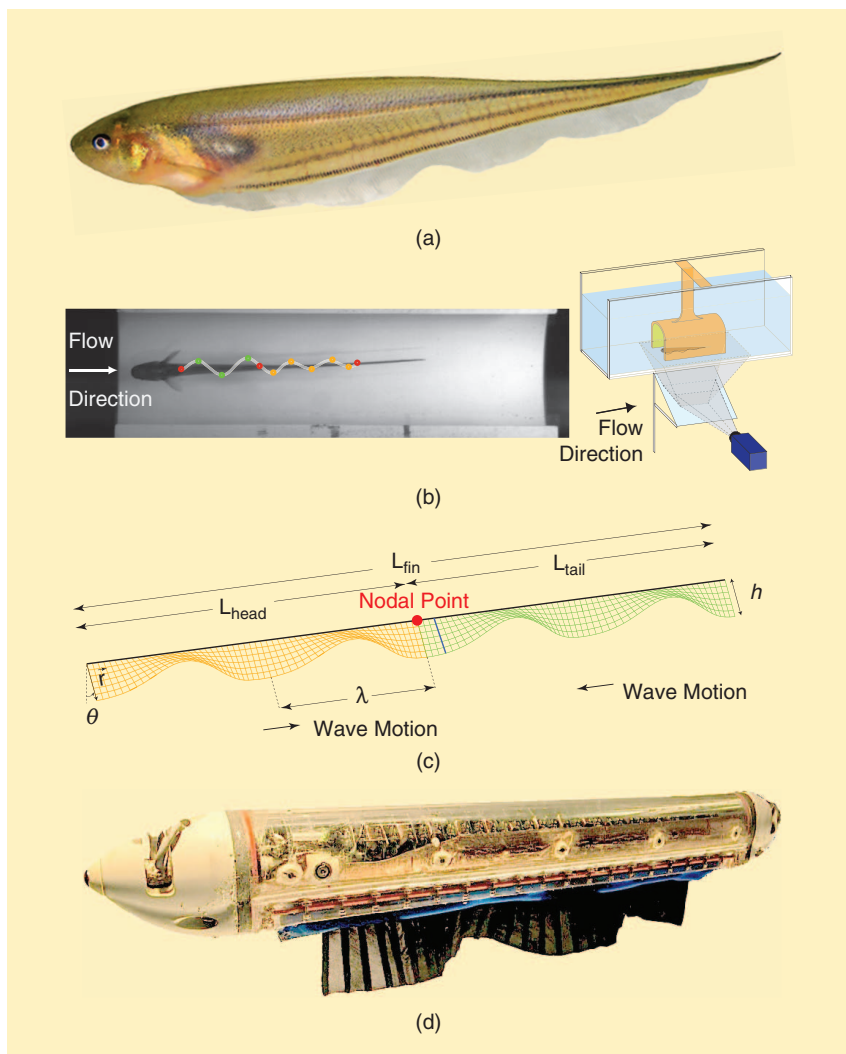 (a)
Flow
Direction
Flow
Direction
(b)
L_fin
L_tail
L_head
Nodal Point
h
r⃗
θ
λ
Wave Motion
Wave Motion
(c)
(d)